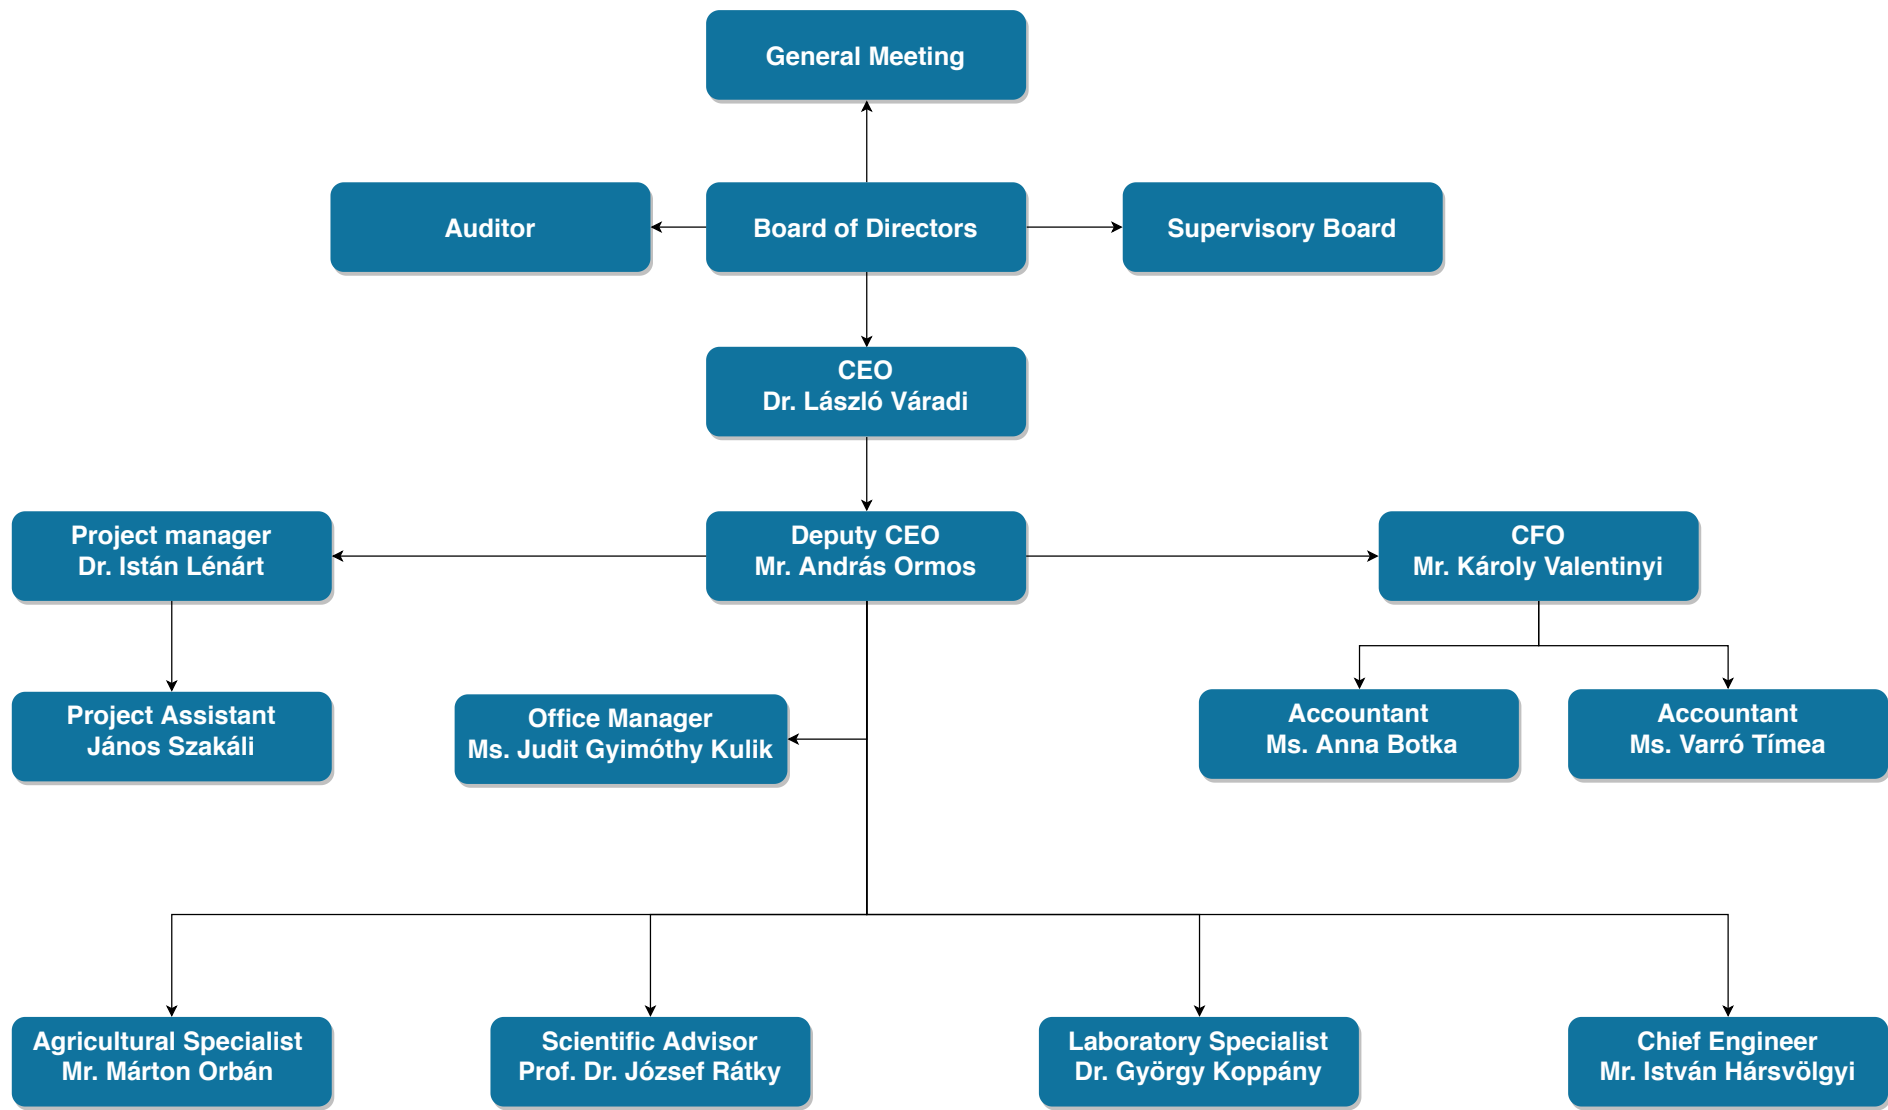 General Meeting
Auditor
Board of Directors
Supervisory Board
CEO
Dr. László Váradi
Project manager
Dr. Istán Lénárt
Deputy CEO
Mr. András Ormos
CFO
Mr. Károly Valentinyi
Project Assistant
János Szakáli
Office Manager
Ms. Judit Gyimóthy Kulik
Accountant
Ms. Anna Botka
Accountant
Ms. Varró Tímea
Agricultural Specialist
Mr. Márton Orbán
Scientific Advisor
Prof. Dr. József Rátky
Laboratory Specialist
Dr. György Koppány
Chief Engineer
Mr. István Hársvölgyi